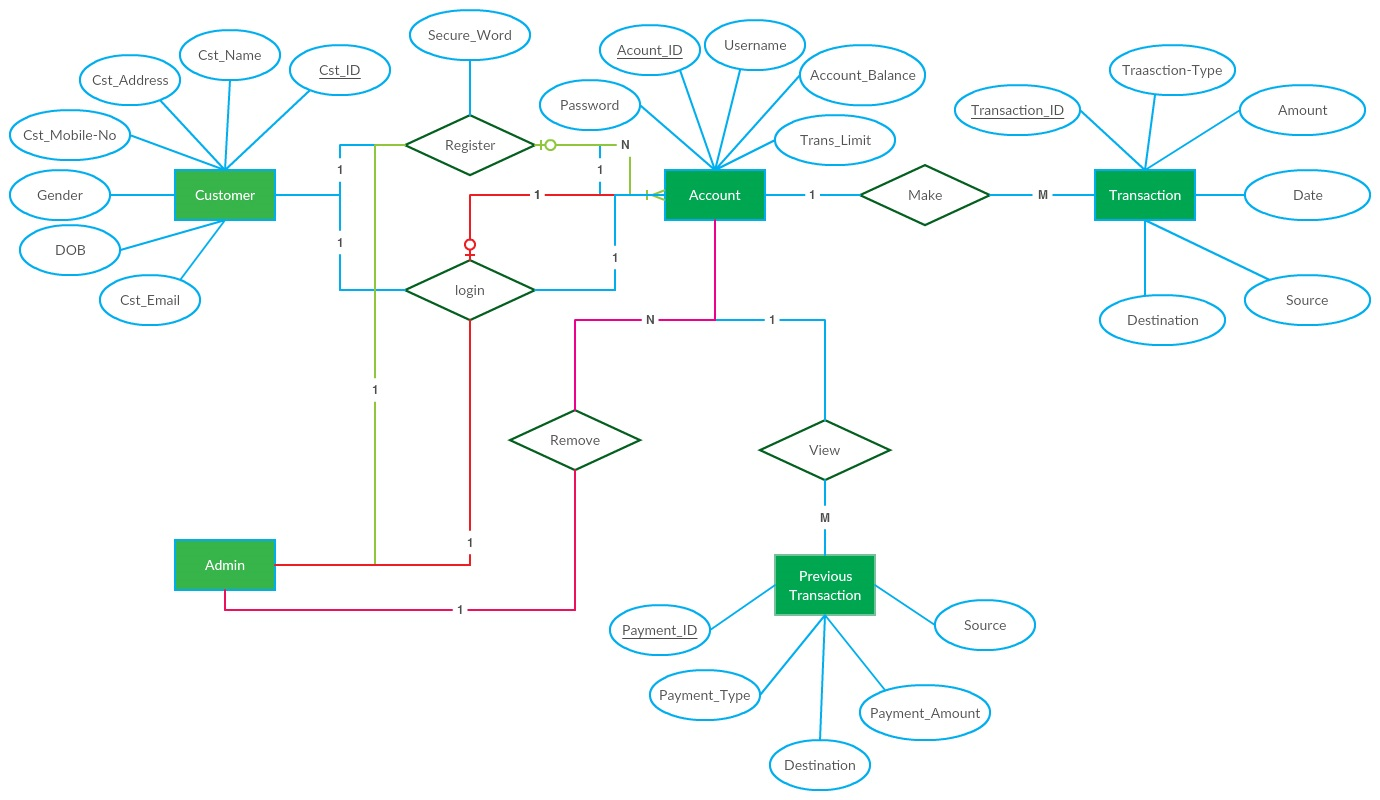 Secure_Word
Cst_Name
Cst_ID
Cst_Address
Cst_Mobile-No
Gender
DOB
Cst_Email
Customer
1
1
Register
N
1
1
login
1
1
1
Acount_ID
Username
Account_Balance
Password
Trans_Limit
Account
1
Make
M
Transaction_ID
Traasction-Type
Amount
Transaction
Date
Source
Destination
N
1
Remove
View
M
Admin
1
Previous
Transaction
Payment_ID
Source
Payment_Type
Payment_Amount
Destination